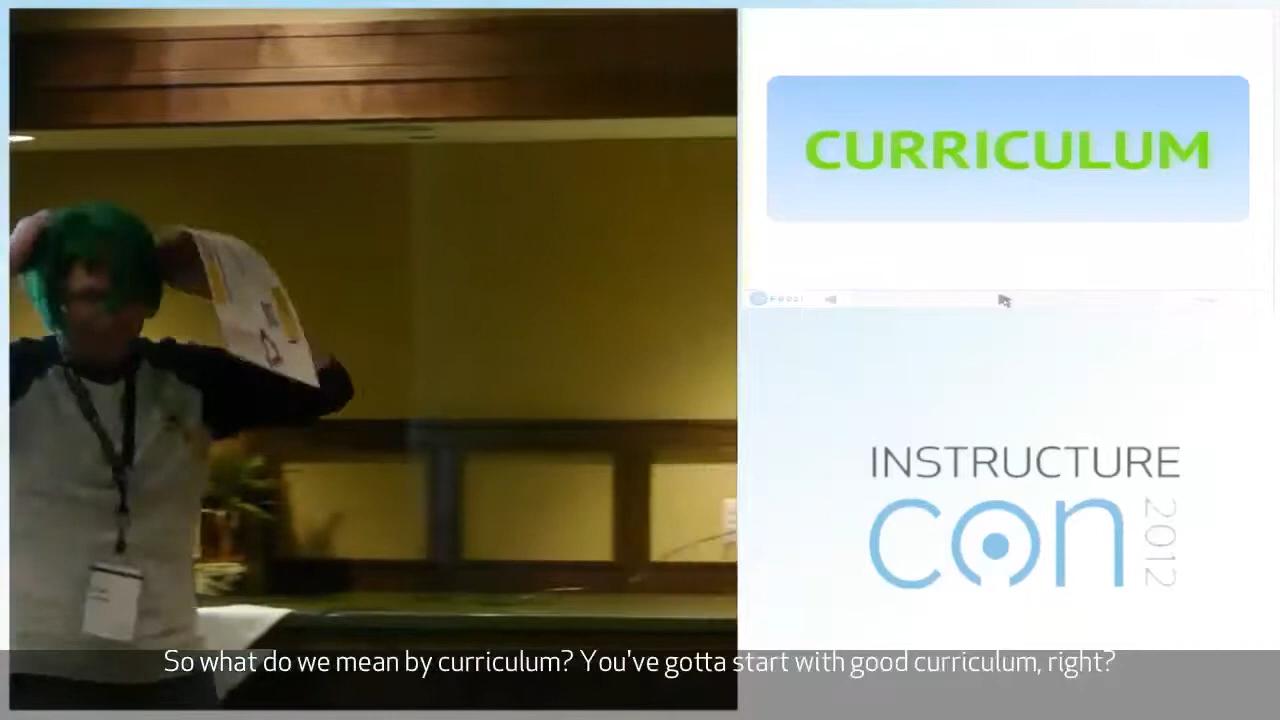 CURRICULUM
INSTRUCTURE
con
2012
So what do we mean by curriculum? You've gotta start with good curriculum, right?